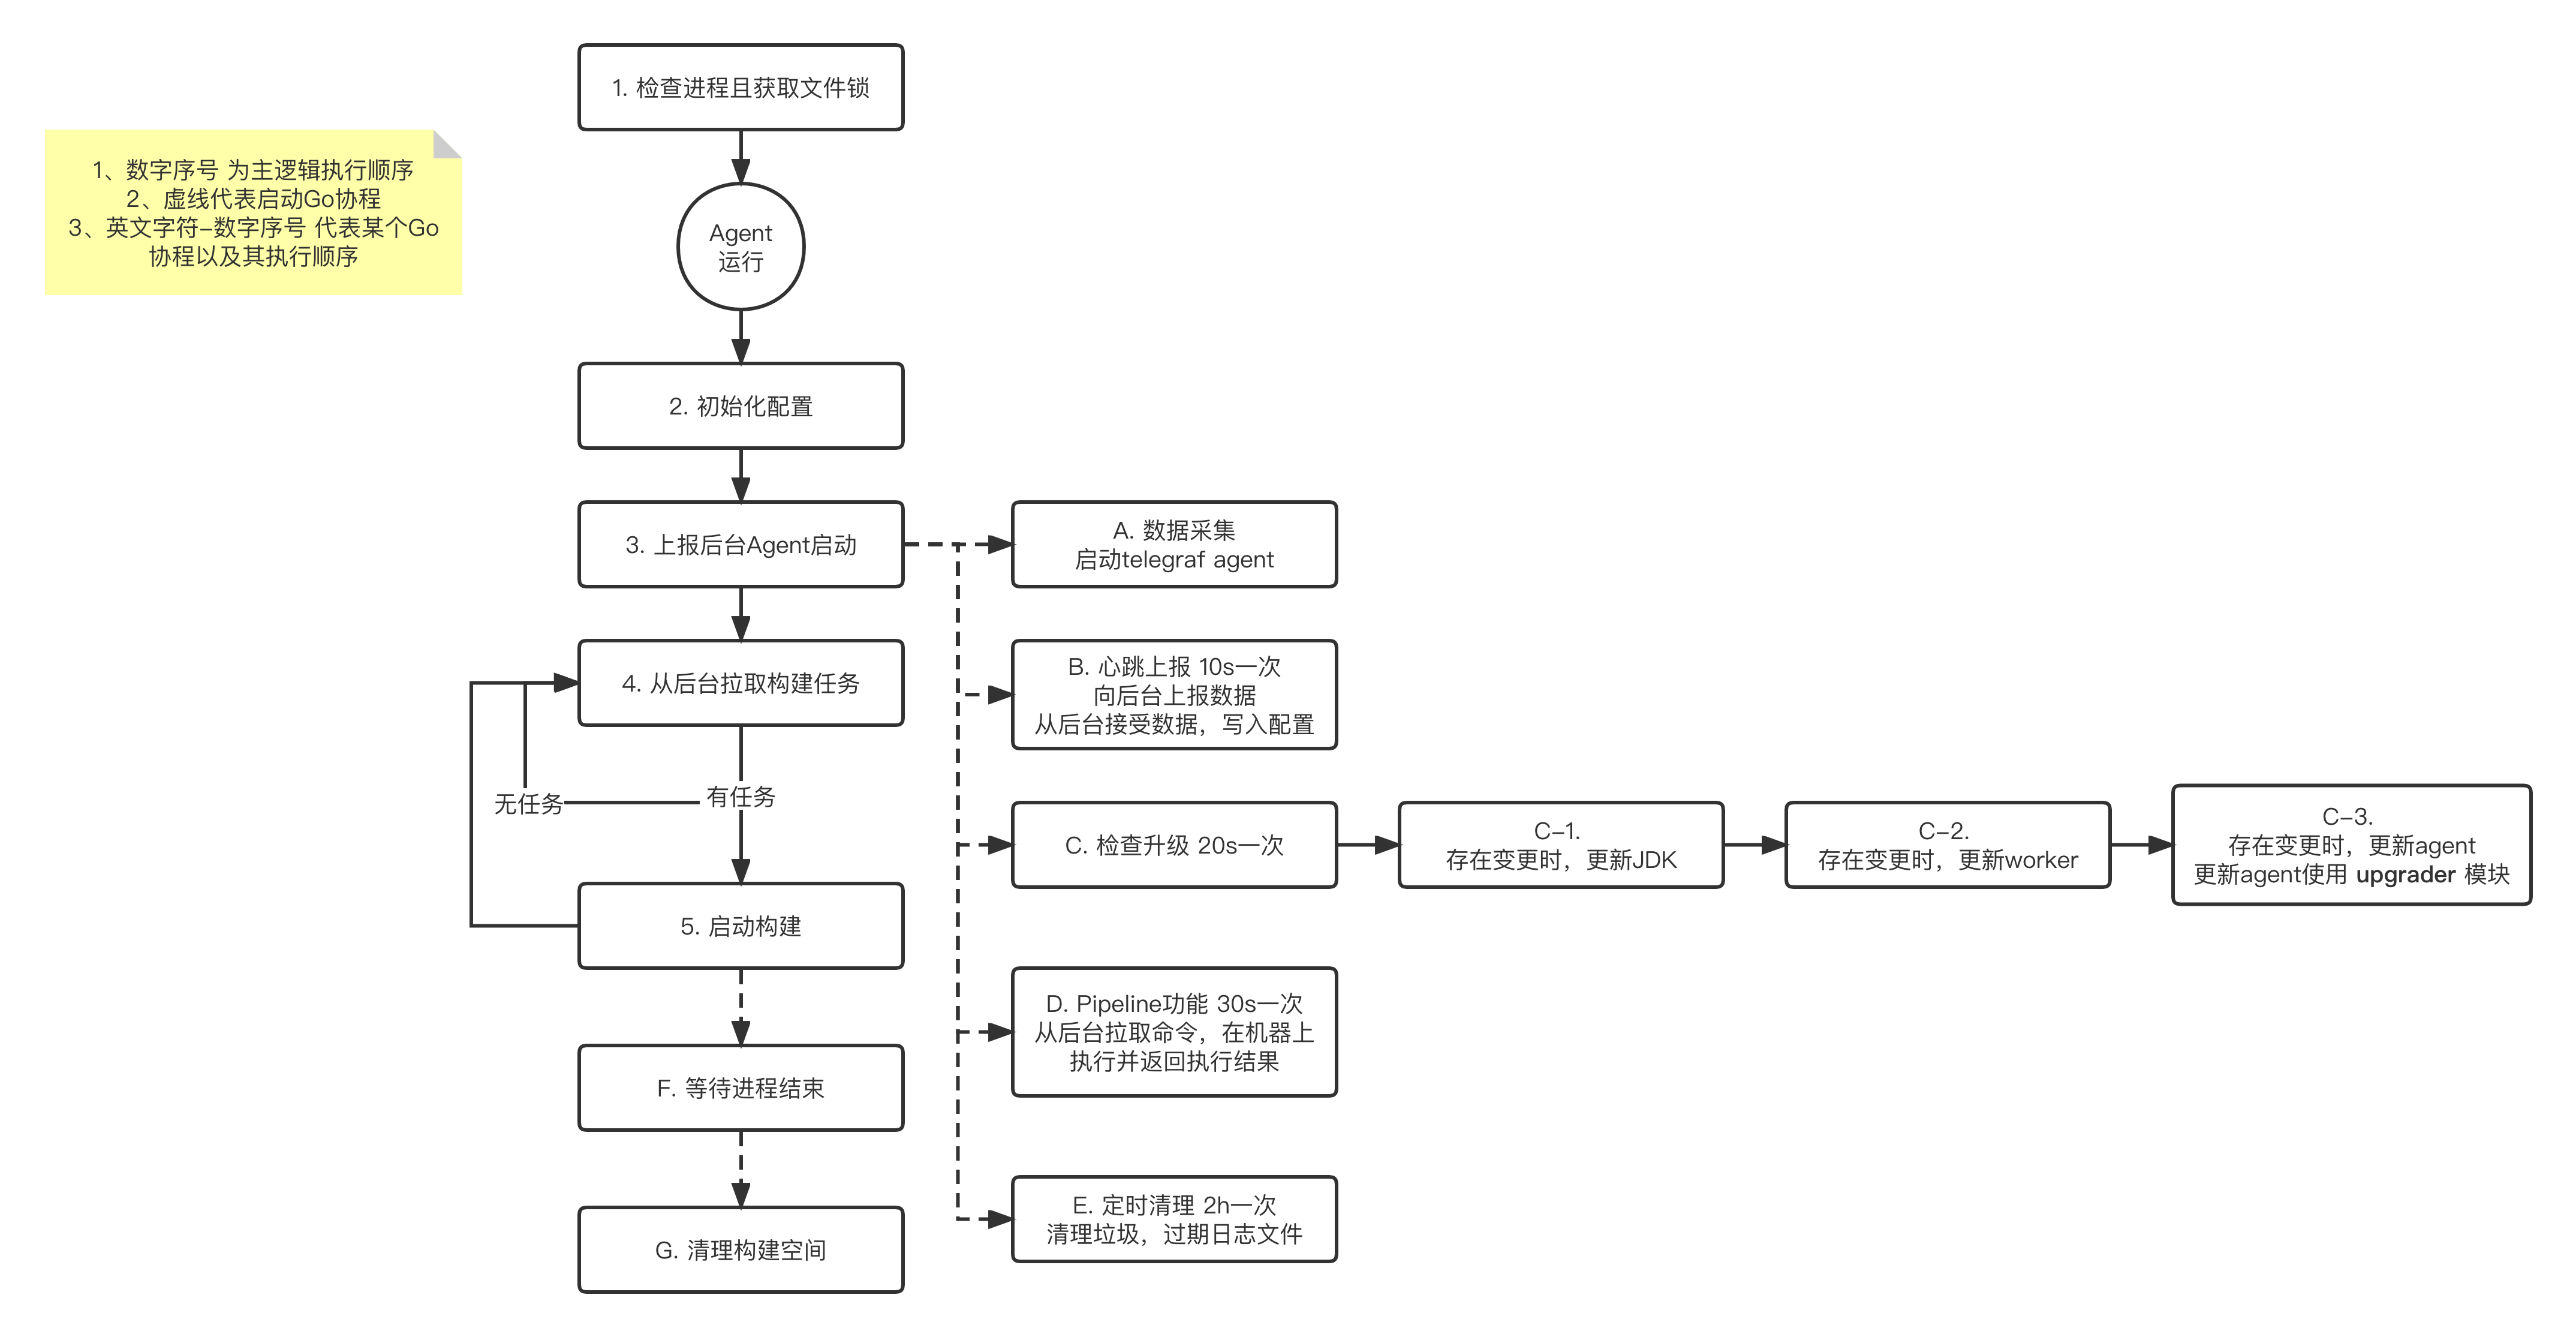 1. 检查进程且获取文件锁
1、数字序号 为主逻辑执行顺序
2、虚线代表启动Go协程
3、英文字符-数字序号 代表某个Go
协程以及其执行顺序
Agent
运行
2. 初始化配置
3. 上报后台Agent启动
A. 数据采集
启动telegraf agent
4. 从后台拉取构建任务
B. 心跳上报 10s一次
向后台上报数据
从后台接受数据，写入配置
无任务
有任务
C. 检查升级 20s一次
C-1.
存在变更时，更新JDK
C-2.
存在变更时，更新worker
C-3.
存在变更时，更新agent
更新agent使用 upgrader 模块
5. 启动构建
D. Pipeline功能 30s一次
从后台拉取命令，在机器上
执行并返回执行结果
F. 等待进程结束
E. 定时清理 2h一次
清理垃圾，过期日志文件
G. 清理构建空间